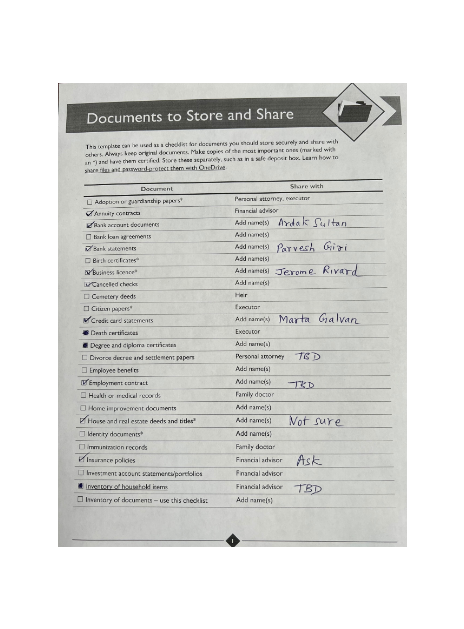 Documents to Store and Share
This template can be used as a checklist for documents you should store securely and share with
others. Always keep original documents. Make copies of the most important ones (marked with
an *) and have them certified. Store these separately, such as in a safe deposit box. Learn how to
share files and password-protect them with OneDrive.
Document Share with
☐ Adoption or guardianship papers* Personal attorney, executor
☑ Annuity contracts Financial advisor
☑ Bank account documents Add name(s) Ardak Sultan
☐ Bank loan agreements Add name(s)
☑ Bank statements Add name(s) Parvesh Giri
☐ Birth certificates* Add name(s)
☑ Business licence* Add name(s) Jerome Rivard
☑ Cancelled checks Add name(s)
☐ Cemetery deeds Heir
☐ Citizen papers* Executor
☑ Credit card statements Add name(s) Marta Galvan
■ Death certificates Executor
■ Degree and diploma certificates Add name(s)
☐ Divorce decree and settlement papers Personal attorney TBD
☐ Employee benefits Add name(s)
☑ Employment contract Add name(s) TBD
☐ Health or medical records Family doctor
☐ Home improvement documents Add name(s)
☑ House and real estate deeds and titles* Add name(s) Not sure
☐ Identity documents* Add name(s)
☐ Immunization records Family doctor
☑ Insurance policies Financial advisor Ask
☐ Investment account statements/portfolios Financial advisor
■ Inventory of household items Financial advisor TBD
☐ Inventory of documents – use this checklist Add name(s)
1